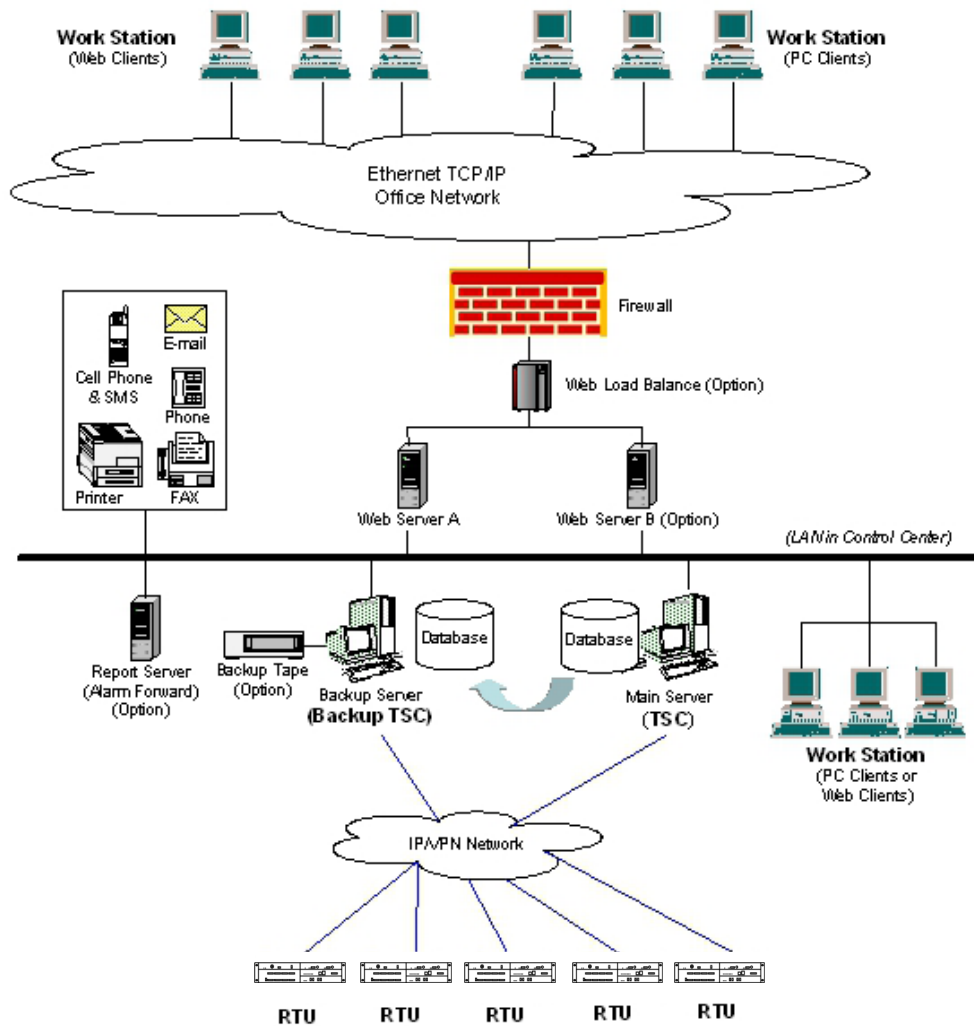 Work Station
(Web Clients)
Work Station
(PC Clients)
Ethernet TCP/IP
Office Network
Firewall
E-mail
Cell Phone
& SMS
Phone
Printer
FAX
Web Load Balance (Option)
Web Server A
Web Server B (Option)
(LAN in Control Center)
Database
Database
Report Server
(Alarm Forward)
(Option)
Backup Tape
(Option)
Backup Server
(Backup TSC)
Main Server
(TSC)
Work Station
(PC Clients or
Web Clients)
IP/VPN Network
RTU
RTU
RTU
RTU
RTU